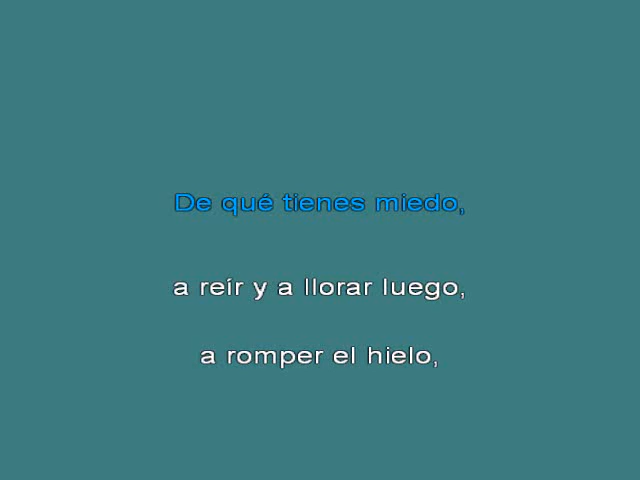 De qué tienes miedo,
a reír y a llorar luego,
a romper el hielo,